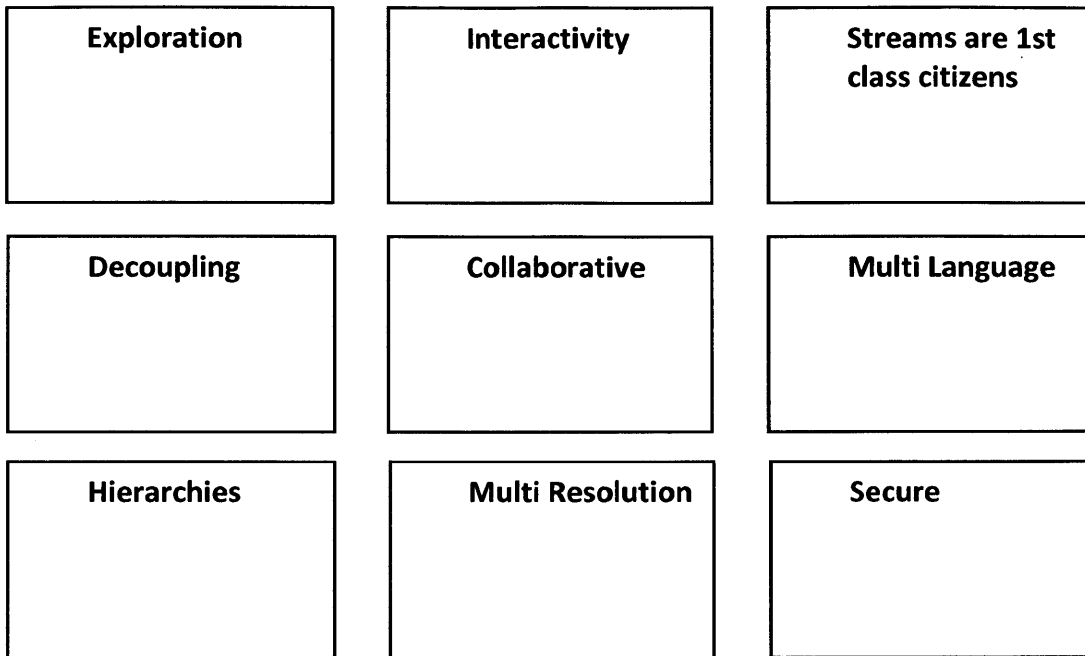 Exploration
Interactivity
Streams are 1st
class citizens
Decoupling
Collaborative
Multi Language
Hierarchies
Multi Resolution
Secure